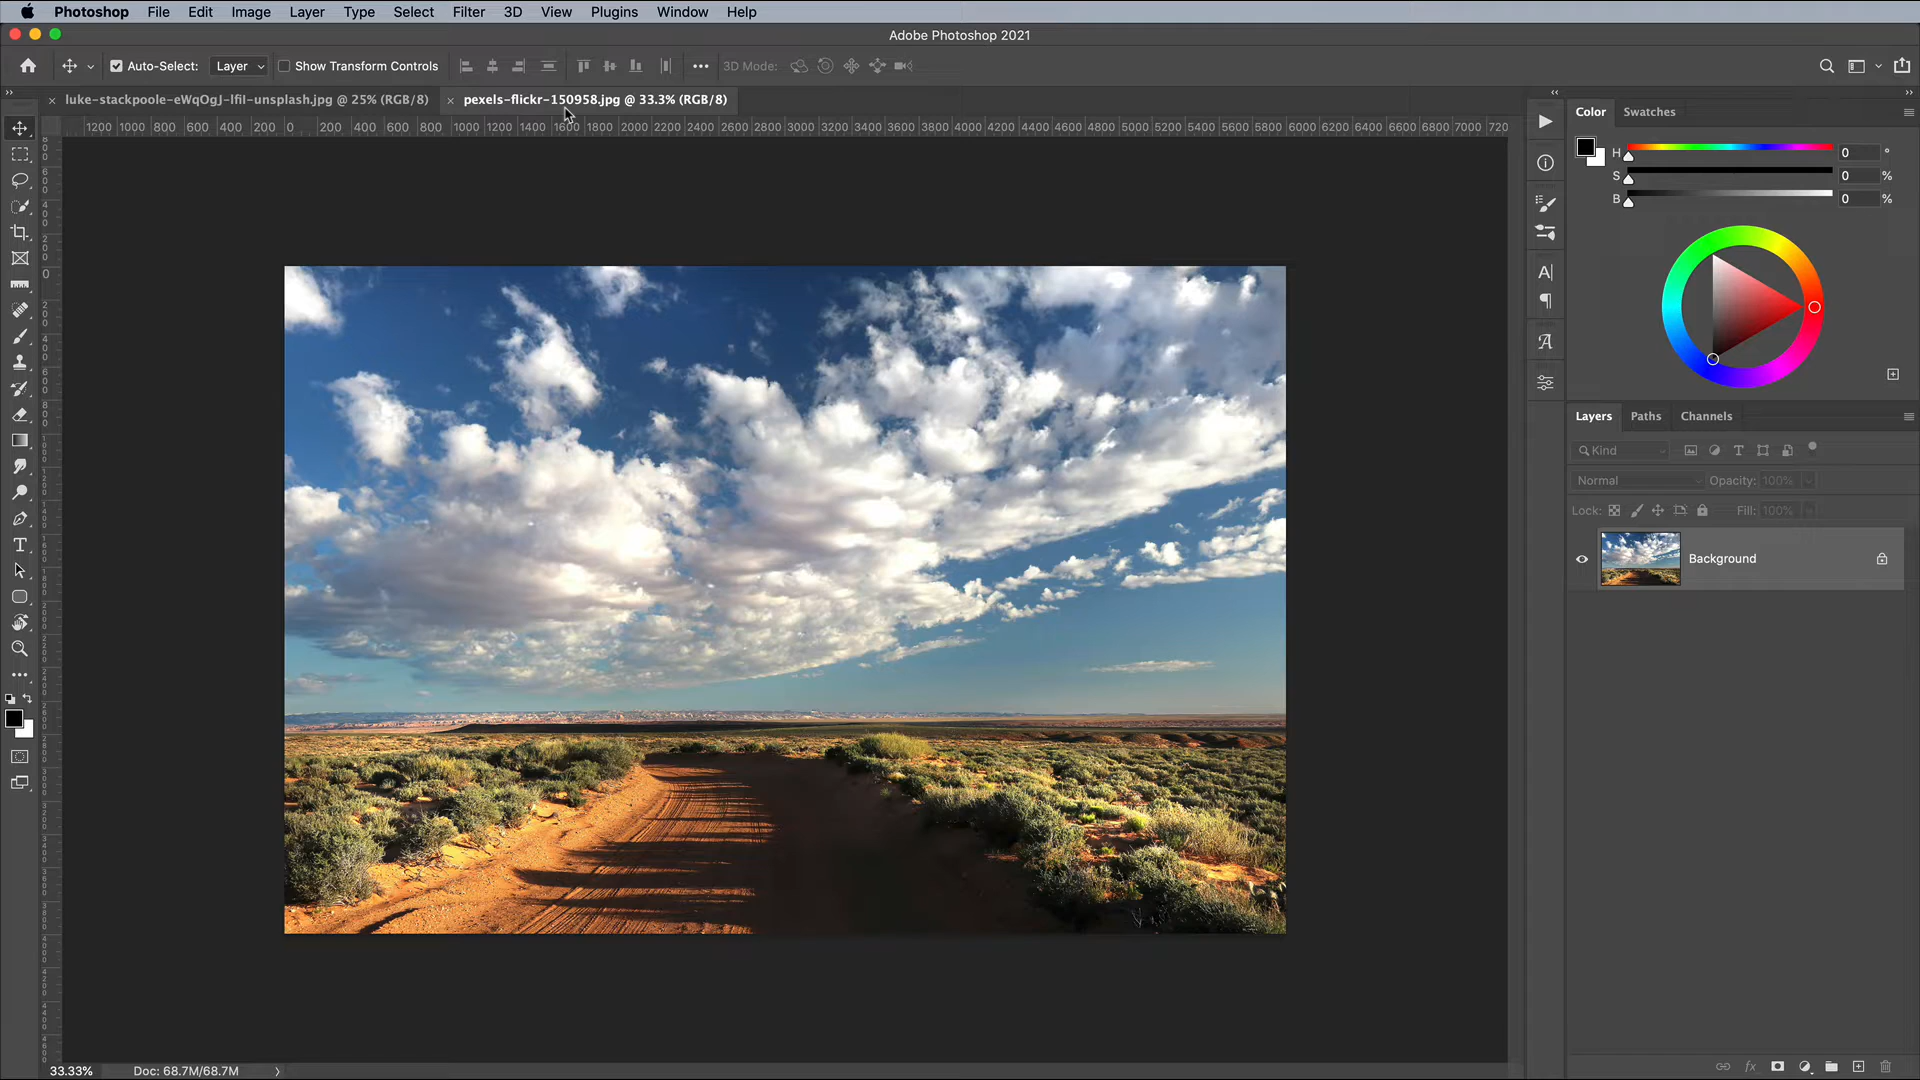 Photoshop File Edit Image Layer Type Select Filter 3D View Plugins Window Help
Adobe Photoshop 2021
Auto-Select: Layer Show Transform Controls 3D Mode:
luke-stackpoole-eWqOgJ-lfiI-unsplash.jpg @ 25% (RGB/8) pexels-flickr-150958.jpg @ 33.3% (RGB/8)
1200 1000 800 600 400 200 0 200 400 600 800 1000 1200 1400 1600 1800 2000 2200 2400 2600 2800 3000 3200 3400 3600 3800 4000 4200 4400 4600 4800 5000 5200 5400 5600 5800 6000 6200 6400 6600 6800 7000 720
Color Swatches
H 0 °
S 0 %
B 0 %
Layers Paths Channels
Kind
Normal Opacity: 100%
Lock: Fill: 100%
Background
33.33% Doc: 68.7M/68.7M